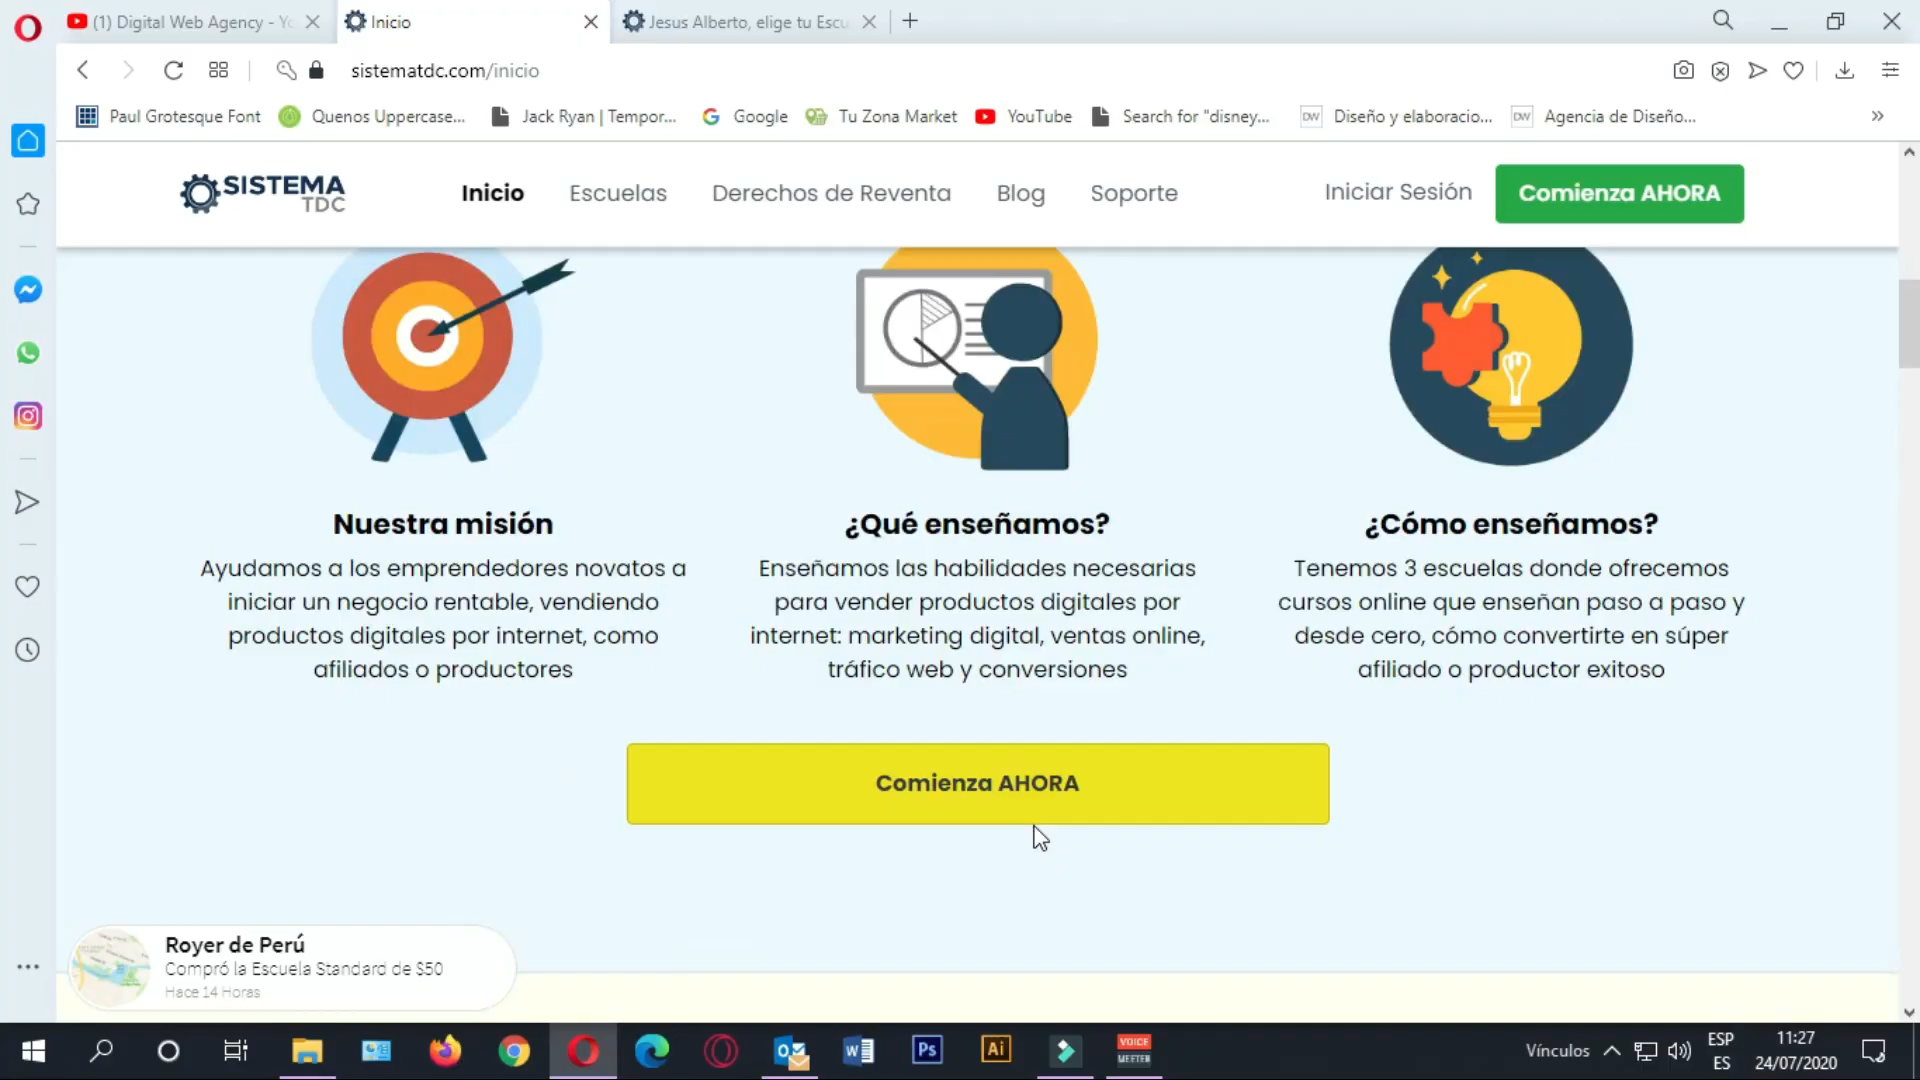 (1) Digital Web Agency - Yo
Inicio
Jesus Alberto, elige tu Escu
sistematdc.com/inicio
Paul Grotesque Font
Quenos Uppercase...
Jack Ryan | Tempor...
Google
Tu Zona Market
YouTube
Search for "disney...
DW
Diseño y elaboracio...
DW
Agencia de Diseño...
SISTEMA
TDC
Inicio
Escuelas
Derechos de Reventa
Blog
Soporte
Iniciar Sesión
Comienza AHORA
Nuestra misión
Ayudamos a los emprendedores novatos a
iniciar un negocio rentable, vendiendo
productos digitales por internet, como
afiliados o productores
¿Qué enseñamos?
Enseñamos las habilidades necesarias
para vender productos digitales por
internet: marketing digital, ventas online,
tráfico web y conversiones
¿Cómo enseñamos?
Tenemos 3 escuelas donde ofrecemos
cursos online que enseñan paso a paso y
desde cero, cómo convertirte en súper
afiliado o productor exitoso
Comienza AHORA
Royer de Perú
Compró la Escuela Standard de $50
Hace 14 Horas
Ps
Ai
VOICE
MEETER
Vínculos
ESP
ES
11:27
24/07/2020